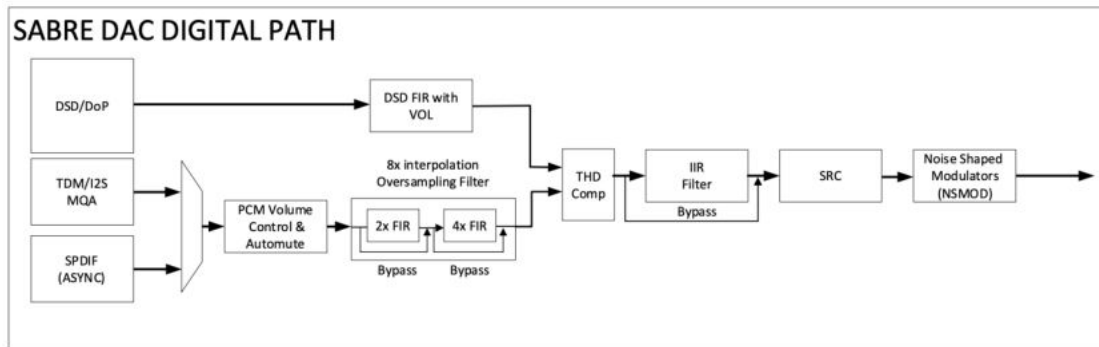 SABRE DAC DIGITAL PATH
DSD/DoP
DSD FIR with
VOL
TDM/I2S
MQA
SPDIF
(ASYNC)
PCM Volume
Control &
Automute
8x interpolation
Oversampling Filter
2x FIR
4x FIR
Bypass
Bypass
THD
Comp
IIR
Filter
Bypass
SRC
Noise Shaped
Modulators
(NSMOD)